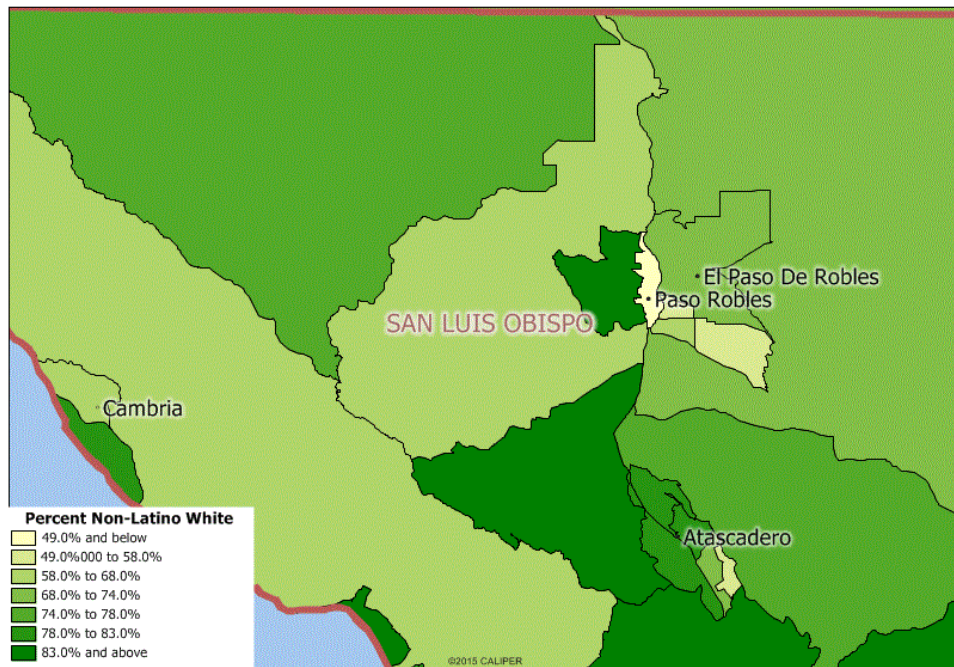 El Paso De Robles
Paso Robles
SAN LUIS OBISPO
Cambria
Atascadero
Percent Non-Latino White
49.0% and below
49.0%000 to 58.0%
58.0% to 68.0%
68.0% to 74.0%
74.0% to 78.0%
78.0% to 83.0%
83.0% and above
©2015 CALIPER